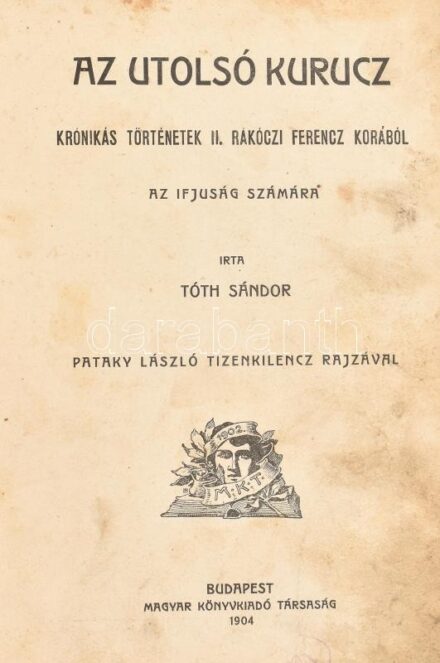 AZ UTOLSÓ KURUCZ
KRÓNIKÁS TÖRTÉNETEK II. RÁKÓCZI FERENCZ KORÁBÓL
AZ IFJUSÁG SZÁMÁRA
IRTA
TÓTH SÁNDOR
darabanth
PATAKY LÁSZLÓ TIZENKILENCZ RAJZÁVAL
1902.
M.K.T.
BUDAPEST
MAGYAR KÖNYVKIADÓ TÁRSASÁG
1904